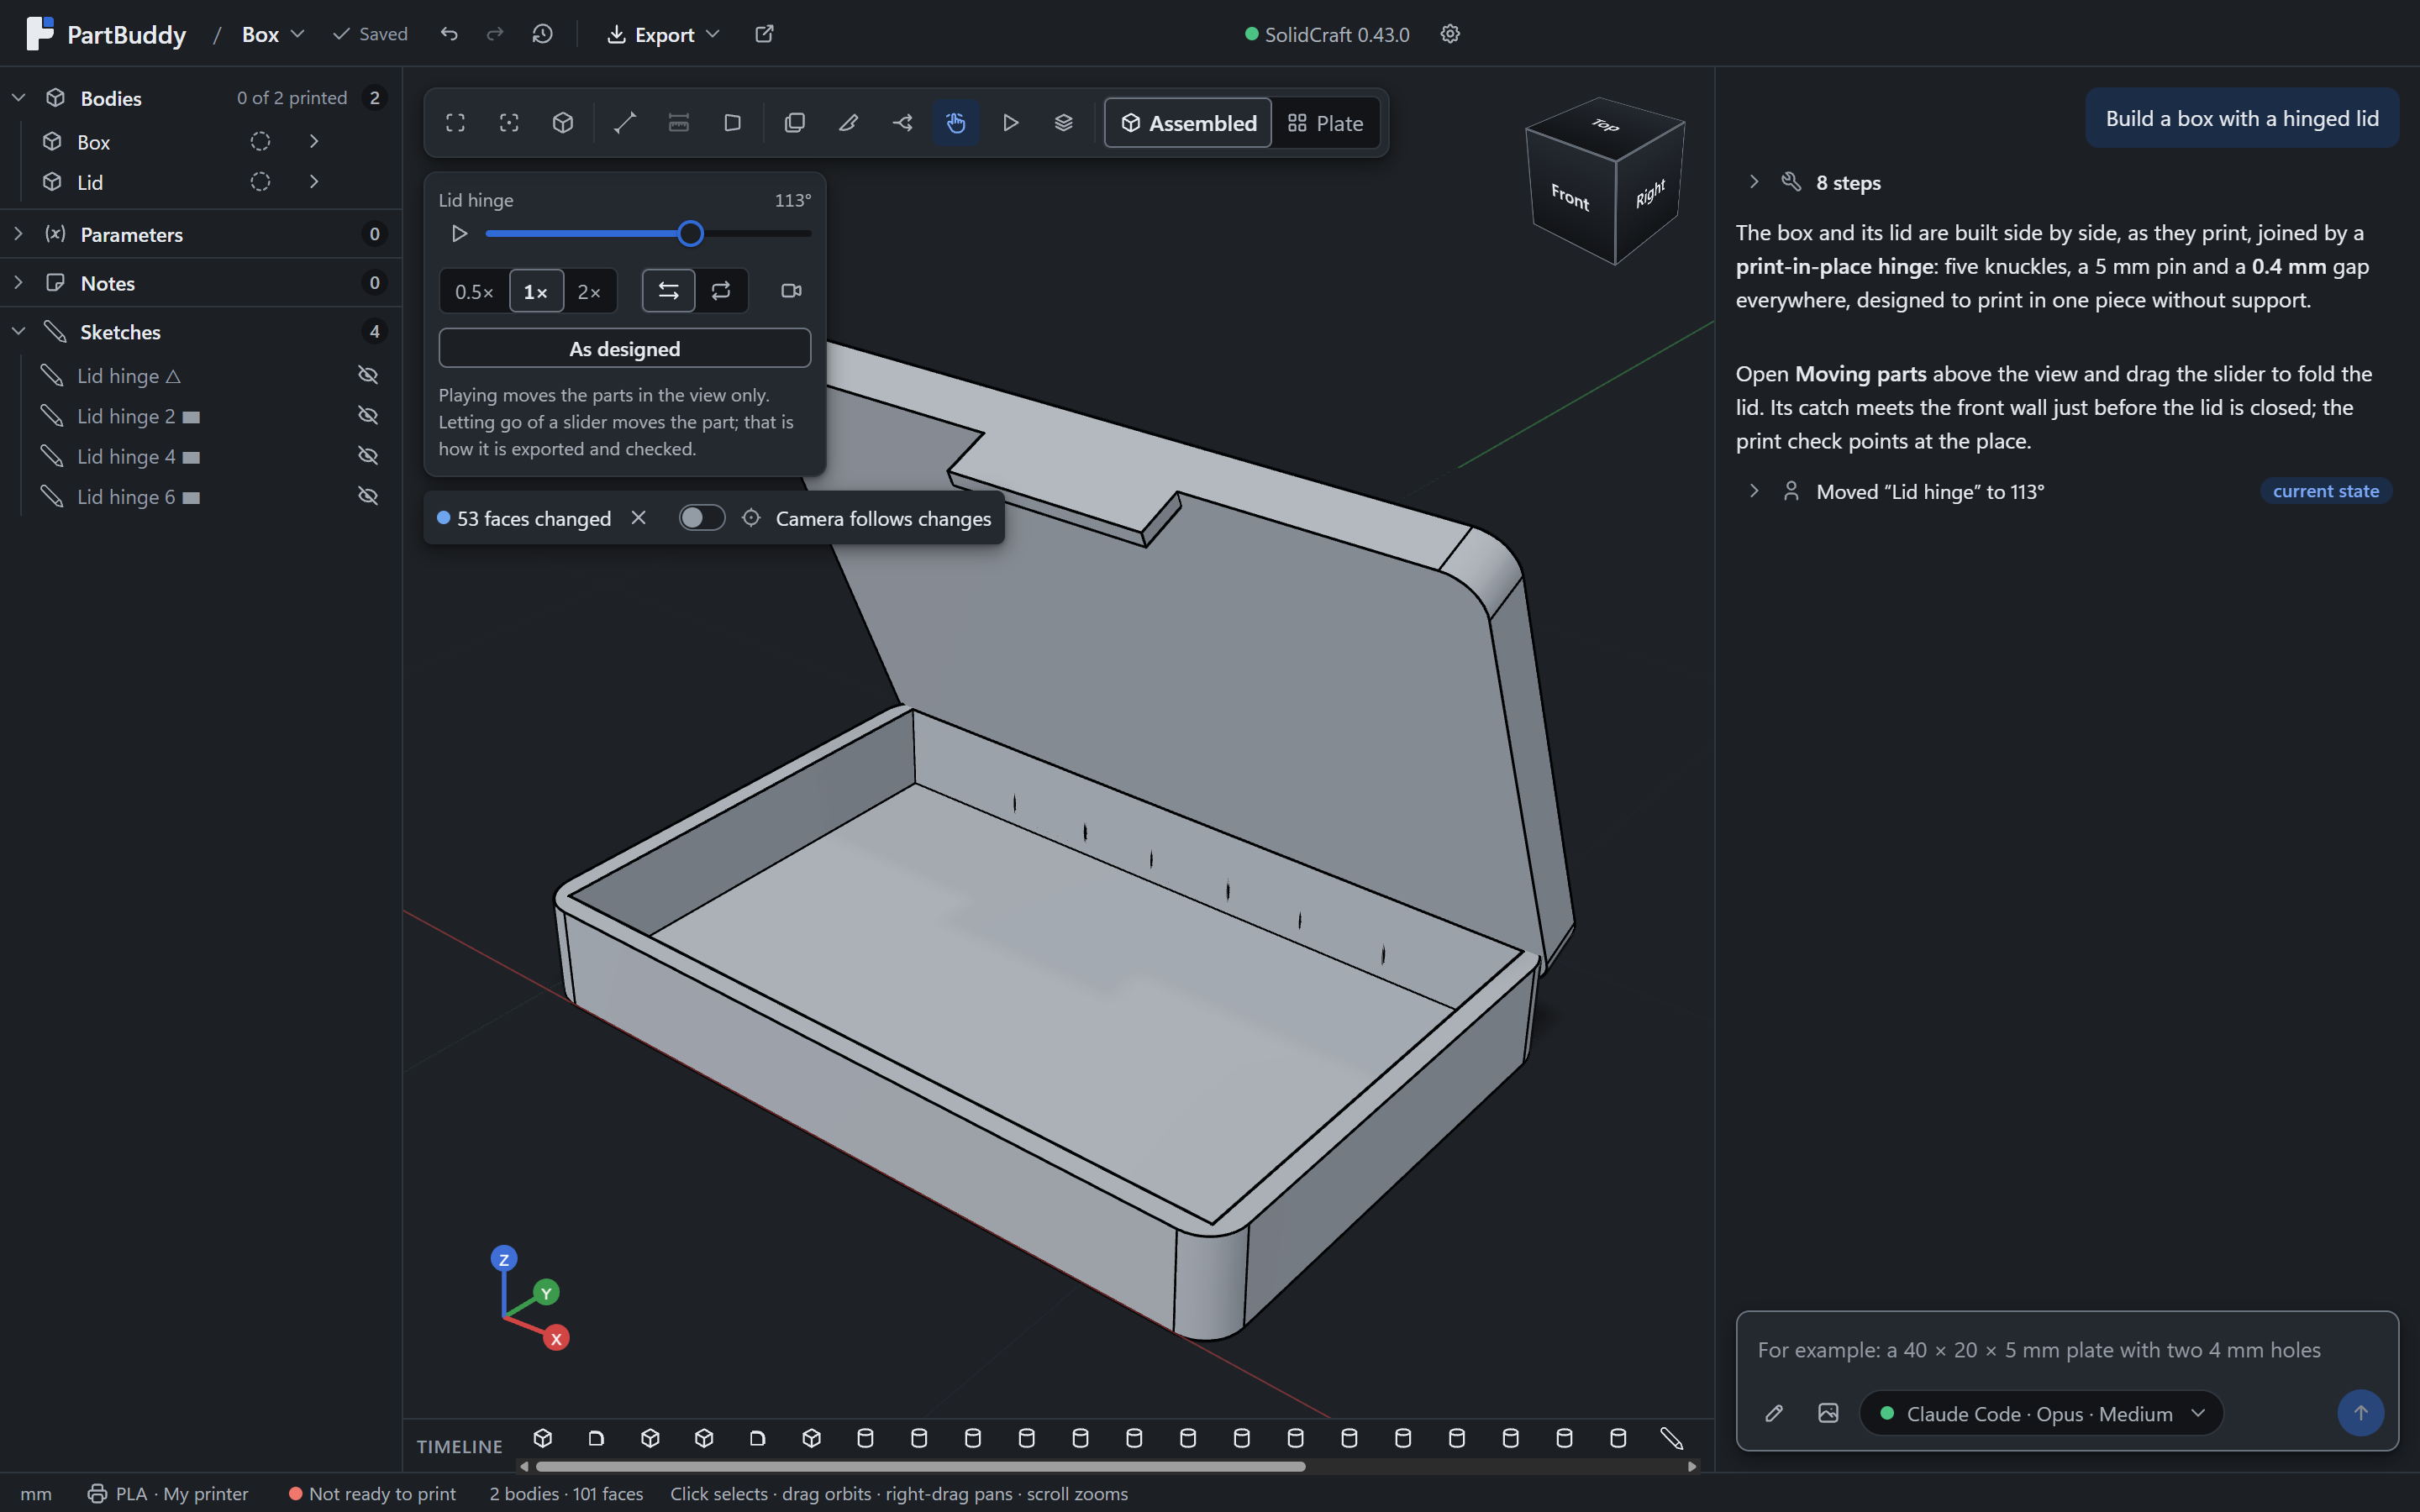 PartBuddy / Box Saved Export SolidCraft 0.43.0
Bodies 0 of 2 printed 2
Box
Lid
(x) Parameters 0
Notes 0
Sketches 4
Lid hinge
Lid hinge 2
Lid hinge 4
Lid hinge 6
Assembled Plate
Lid hinge 113°
0.5× 1× 2×
As designed
Playing moves the parts in the view only.
Letting go of a slider moves the part; that is
how it is exported and checked.
53 faces changed Camera follows changes
Top
Front Right
Z
Y
X
TIMELINE
Build a box with a hinged lid
8 steps
The box and its lid are built side by side, as they print, joined by a
print-in-place hinge: five knuckles, a 5 mm pin and a 0.4 mm gap
everywhere, designed to print in one piece without support.
Open Moving parts above the view and drag the slider to fold the
lid. Its catch meets the front wall just before the lid is closed; the
print check points at the place.
Moved “Lid hinge” to 113° current state
For example: a 40 × 20 × 5 mm plate with two 4 mm holes
Claude Code · Opus · Medium
mm PLA · My printer Not ready to print 2 bodies · 101 faces Click selects · drag orbits · right-drag pans · scroll zooms